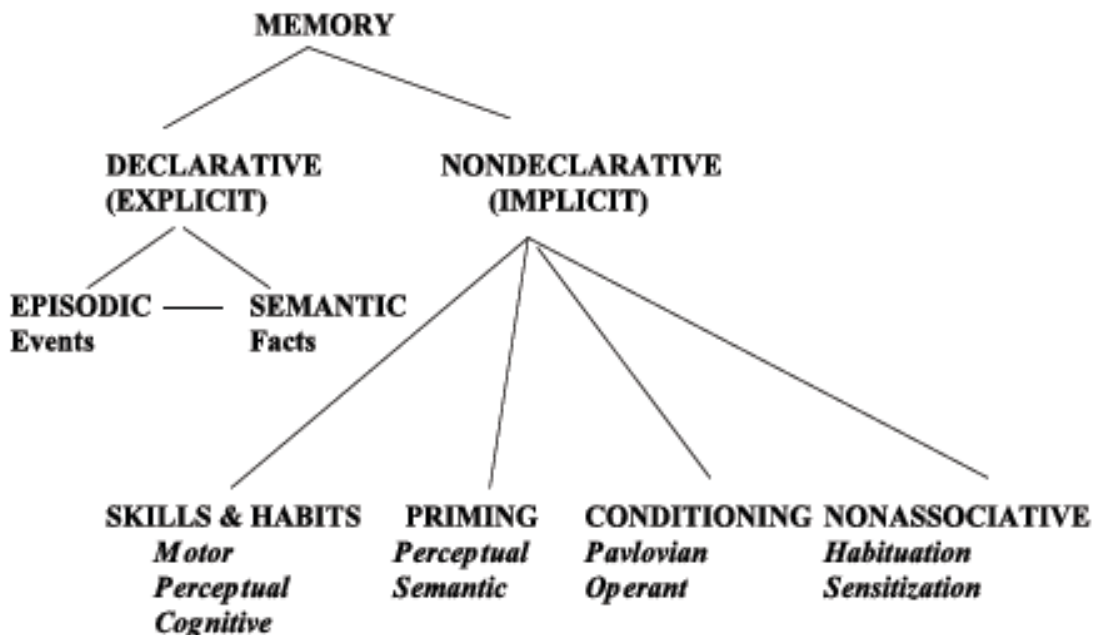 MEMORY
DECLARATIVE NONDECLARATIVE
(EXPLICIT) (IMPLICIT)
EPISODIC SEMANTIC
Events Facts
SKILLS & HABITS PRIMING CONDITIONING NONASSOCIATIVE
Motor Perceptual Pavlovian Habituation
Perceptual Semantic Operant Sensitization
Cognitive